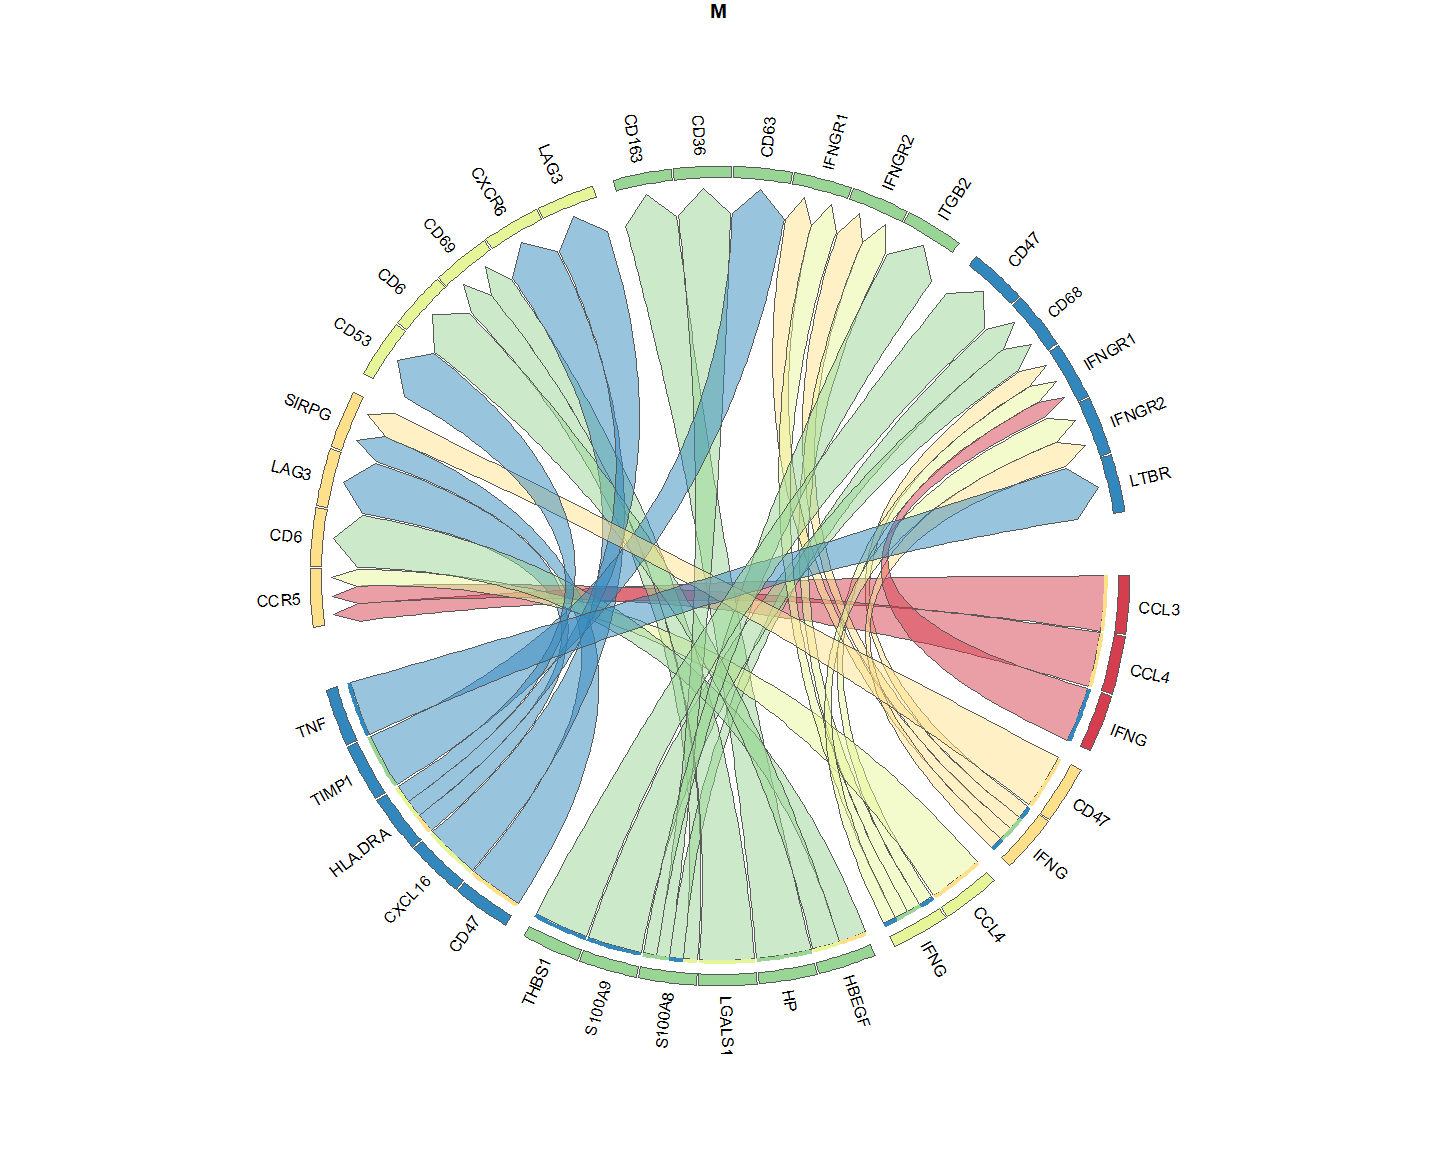 M
CD163
CD36
CD63
IFNGR1
IFNGR2
ITGB2
CD47
CD68
IFNGR1
IFNGR2
LTBR
CCL3
CCL4
IFNG
CD47
IFNG
CCL4
IFNG
HBEGF
HP
LGALS1
S100A8
S100A9
THBS1
CD47
CXCL16
HLA.DRA
TIMP1
TNF
CCR5
CD6
LAG3
SIRPG
CD53
CD6
CD69
CXCR6
LAG3